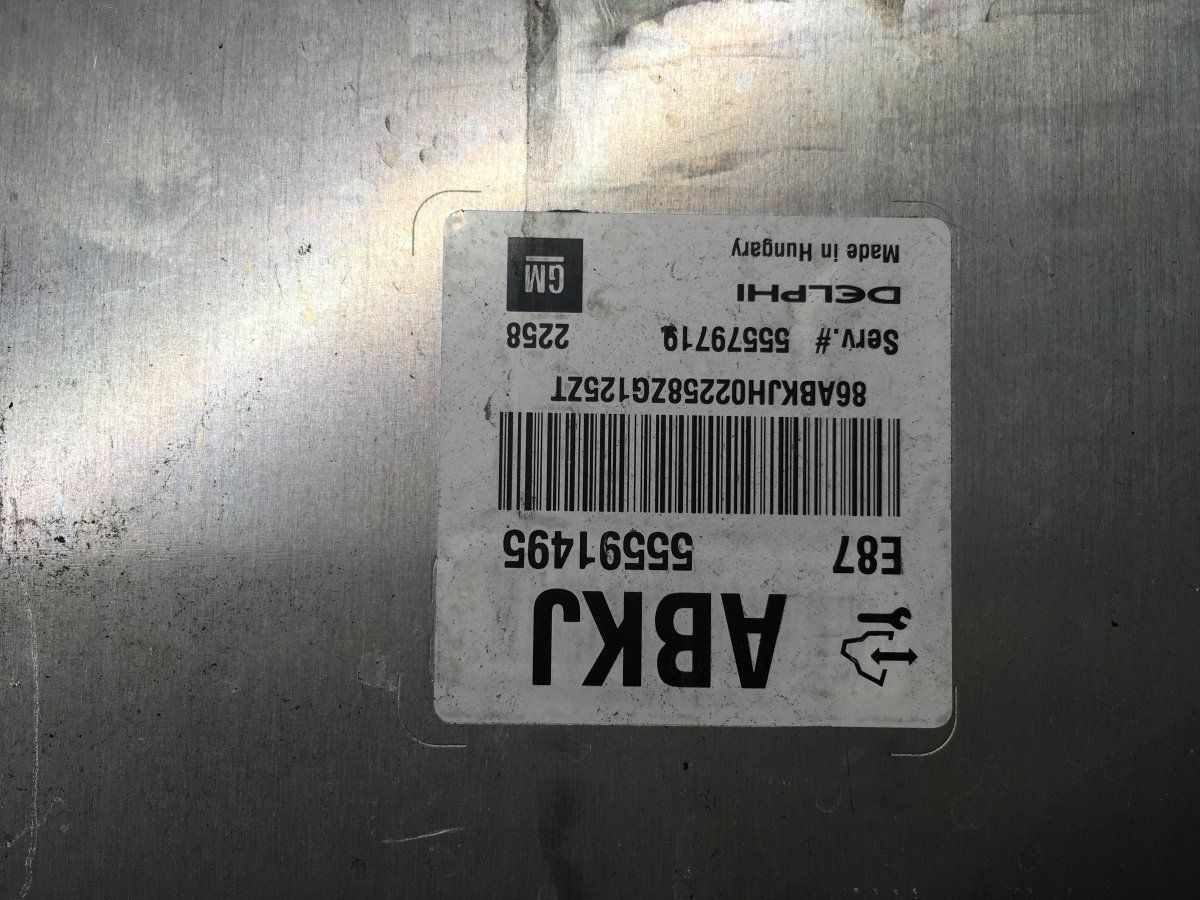 ABKJ
E87 55591495
86ABKJH02258ZG125ZT
Serv.# 55579719 2258
DELPHI GM
Made in Hungary